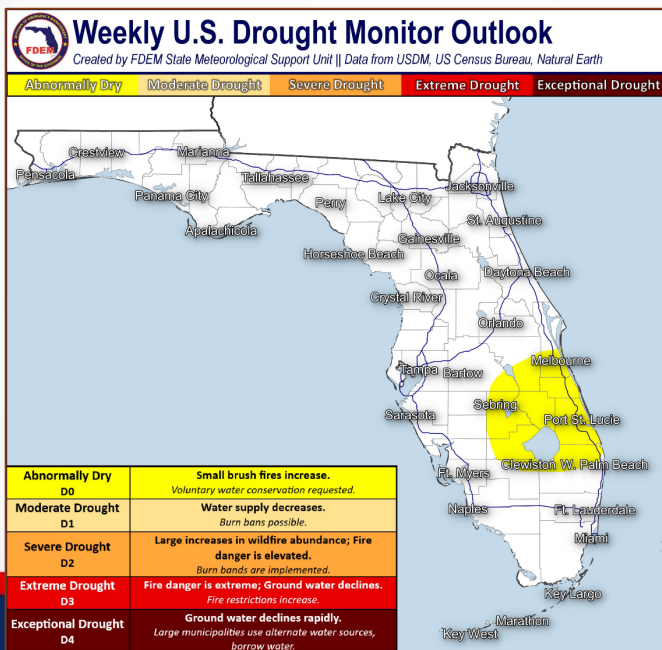 Weekly U.S. Drought Monitor Outlook
Created by FDEM State Meteorological Support Unit || Data from USDM, US Census Bureau, Natural Earth
FDEM
Abnormally Dry Moderate Drought Severe Drought Extreme Drought Exceptional Drought
Crestview
Marianna
Pensacola
Tallahassee
Jacksonville
Panama City
Perry
Lake City
Apalachicola
St. Augustine
Gainesville
Horseshoe Beach
Ocala
Daytona Beach
Crystal River
Orlando
Melbourne
Tampa
Bartow
Sebring
Sarasota
Port St. Lucie
Ft. Myers
Clewiston
W. Palm Beach
Naples
Ft. Lauderdale
Miami
Key Largo
Marathon
Key West
Abnormally Dry
D0
Small brush fires increase.
Voluntary water conservation requested.
Moderate Drought
D1
Water supply decreases.
Burn bans possible.
Severe Drought
D2
Large increases in wildfire abundance; Fire
danger is elevated.
Burn bands are implemented.
Extreme Drought
D3
Fire danger is extreme; Ground water declines.
Fire restrictions increase.
Exceptional Drought
D4
Ground water declines rapidly.
Large municipalities use alternate water sources,
borrow water.